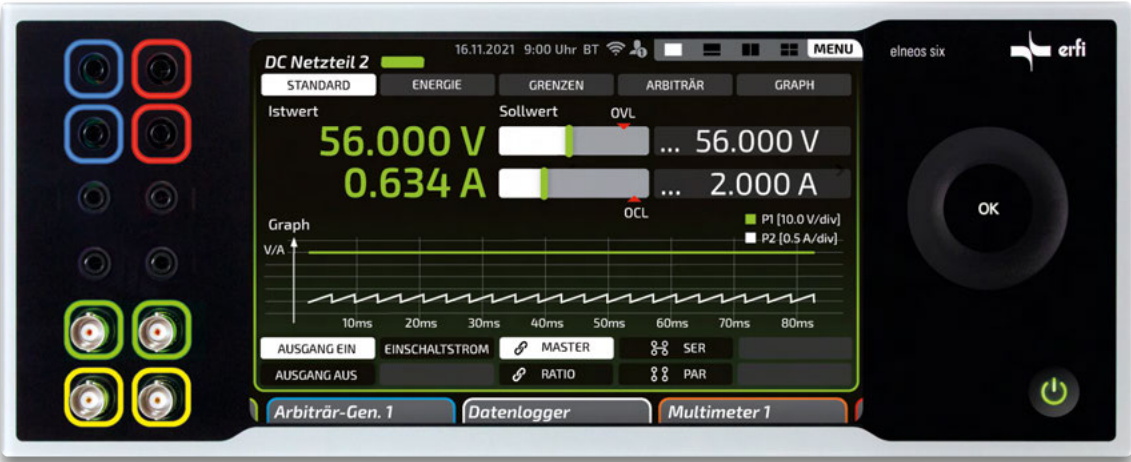 16.11.2021 9:00 Uhr BT MENU
DC Netzteil 2
STANDARD ENERGIE GRENZEN ARBITRÄR GRAPH
Istwert Sollwert OVL
56.000 V ... 56.000 V
0.634 A ... 2.000 A
OCL
Graph
P1 [10.0 V/div]
P2 [0.5 A/div]
V/A
10ms 20ms 30ms 40ms 50ms 60ms 70ms 80ms
AUSGANG EIN EINSCHALTSTROM MASTER SER
AUSGANG AUS RATIO PAR
Arbiträr-Gen. 1 Datenlogger Multimeter 1
elneos six
erfi
OK